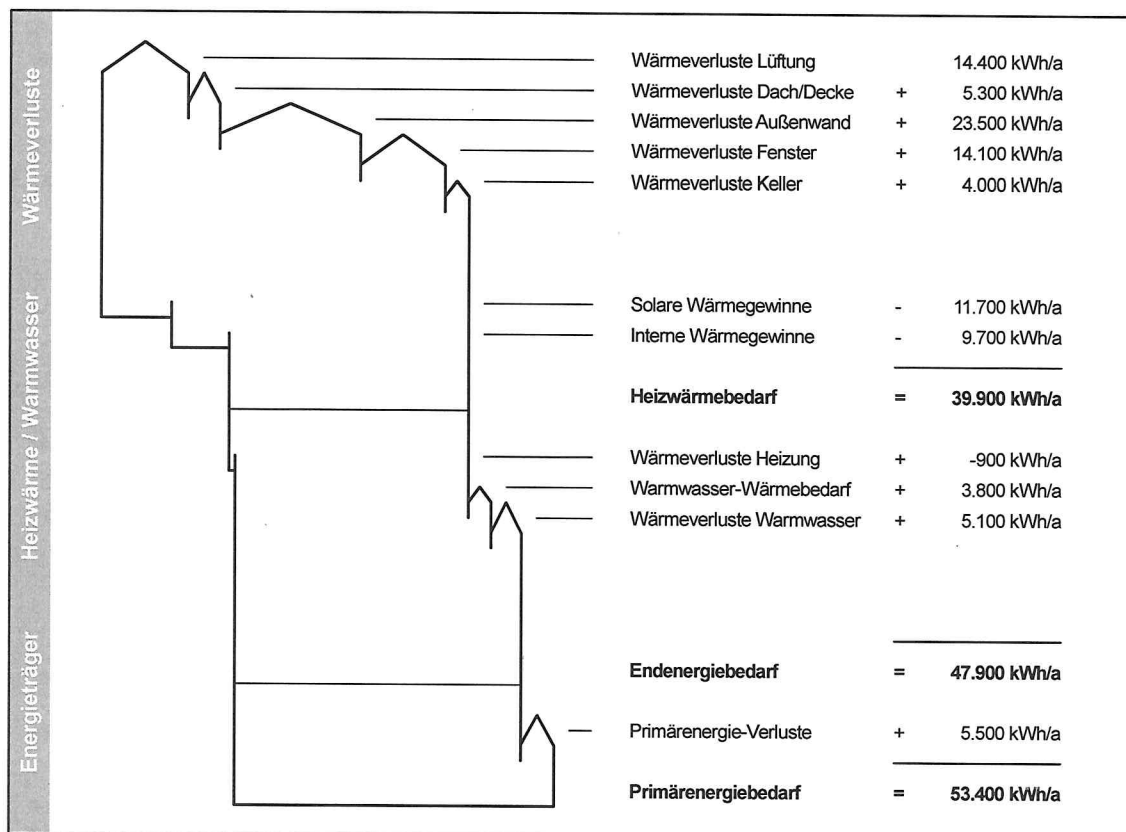 Wärmeverluste
Wärmeverluste Lüftung 14.400 kWh/a
Wärmeverluste Dach/Decke + 5.300 kWh/a
Wärmeverluste Außenwand + 23.500 kWh/a
Wärmeverluste Fenster + 14.100 kWh/a
Wärmeverluste Keller + 4.000 kWh/a
Heizwärme / Warmwasser
Solare Wärmegewinne - 11.700 kWh/a
Interne Wärmegewinne - 9.700 kWh/a
Heizwärmebedarf = 39.900 kWh/a
Wärmeverluste Heizung + -900 kWh/a
Warmwasser-Wärmebedarf + 3.800 kWh/a
Wärmeverluste Warmwasser + 5.100 kWh/a
Energieträger
Endenergiebedarf = 47.900 kWh/a
Primärenergie-Verluste + 5.500 kWh/a
Primärenergiebedarf = 53.400 kWh/a